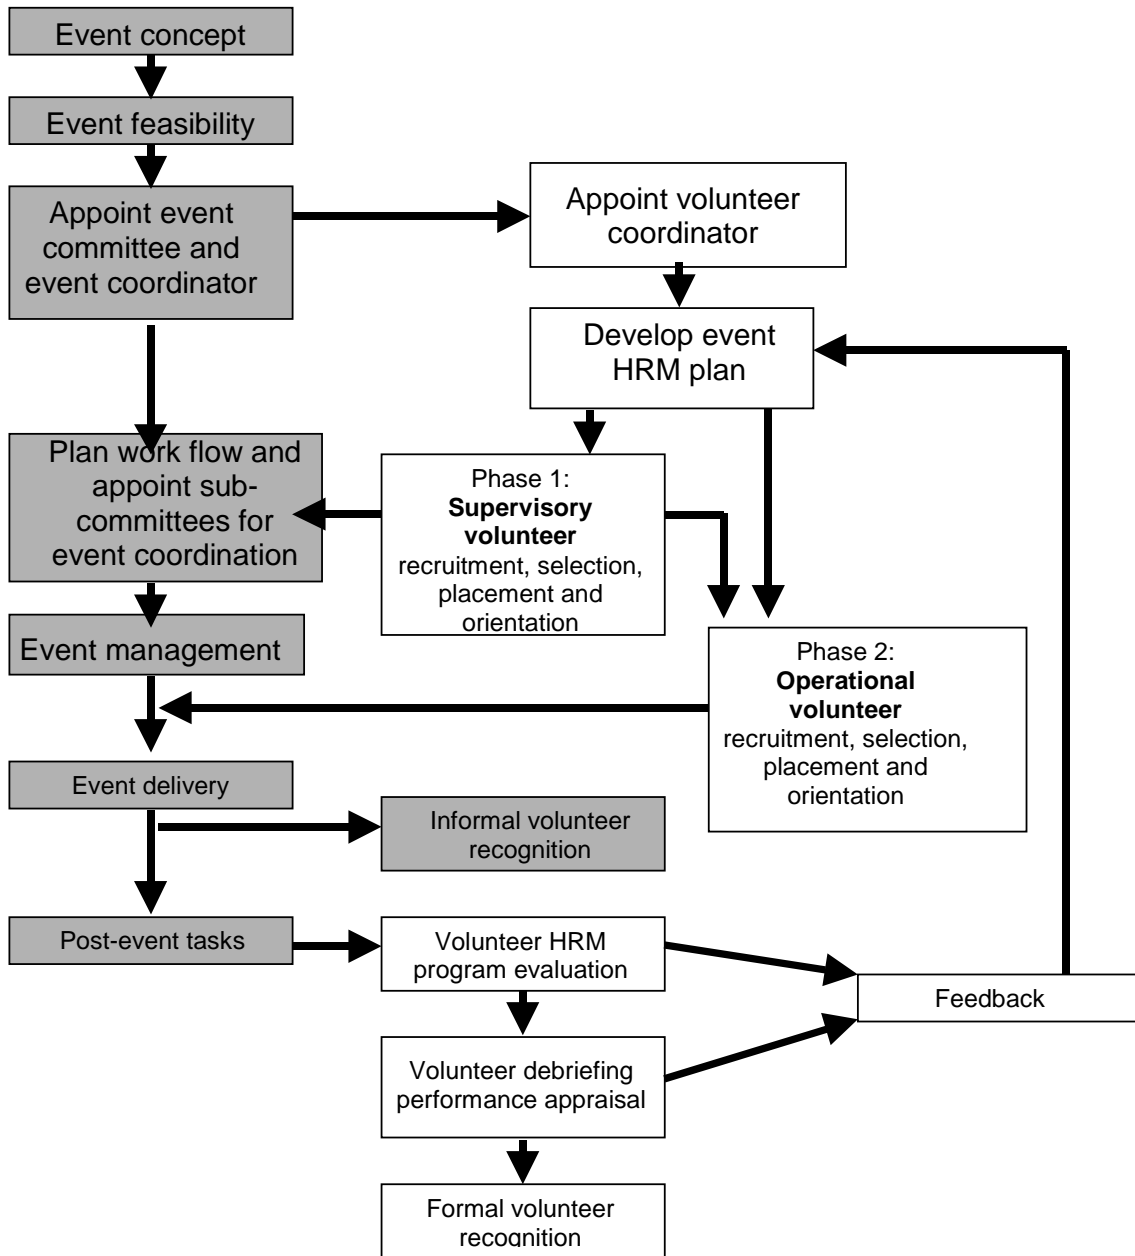 Event concept
Event feasibility
Appoint event
committee and
event coordinator
Appoint volunteer
coordinator
Develop event
HRM plan
Plan work flow and
appoint sub-
committees for
event coordination
Phase 1:
Supervisory
volunteer
recruitment, selection,
placement and
orientation
Event management
Phase 2:
Operational
volunteer
recruitment, selection,
placement and
orientation
Event delivery
Informal volunteer
recognition
Post-event tasks
Volunteer HRM
program evaluation
Feedback
Volunteer debriefing
performance appraisal
Formal volunteer
recognition